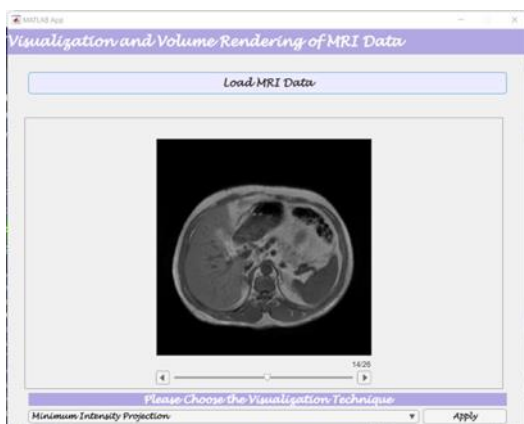 MATLAB App
Visualization and Volume Rendering of MRI Data
Load MRI Data
14/26
Please Choose the Visualization Technique
Minimum Intensity Projection
Apply